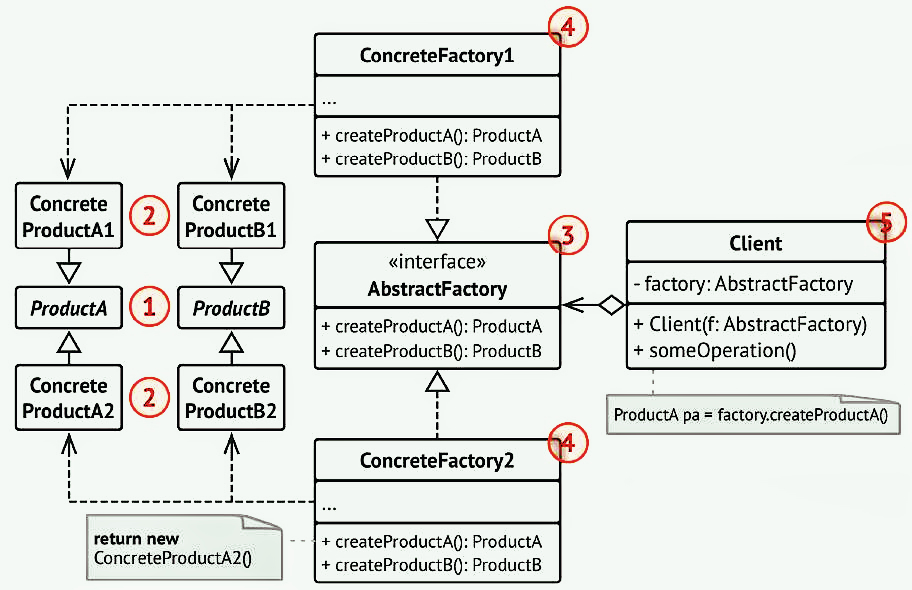 4
ConcreteFactory1
...
+ createProductA(): ProductA
+ createProductB(): ProductB
Concrete
ProductA1
2
Concrete
ProductB1
3
«interface»
AbstractFactory
+ createProductA(): ProductA
+ createProductB(): ProductB
5
Client
- factory: AbstractFactory
+ Client(f: AbstractFactory)
+ someOperation()
ProductA
1
ProductB
Concrete
ProductA2
2
Concrete
ProductB2
ProductA pa = factory.createProductA()
4
ConcreteFactory2
...
+ createProductA(): ProductA
+ createProductB(): ProductB
return new
ConcreteProductA2()